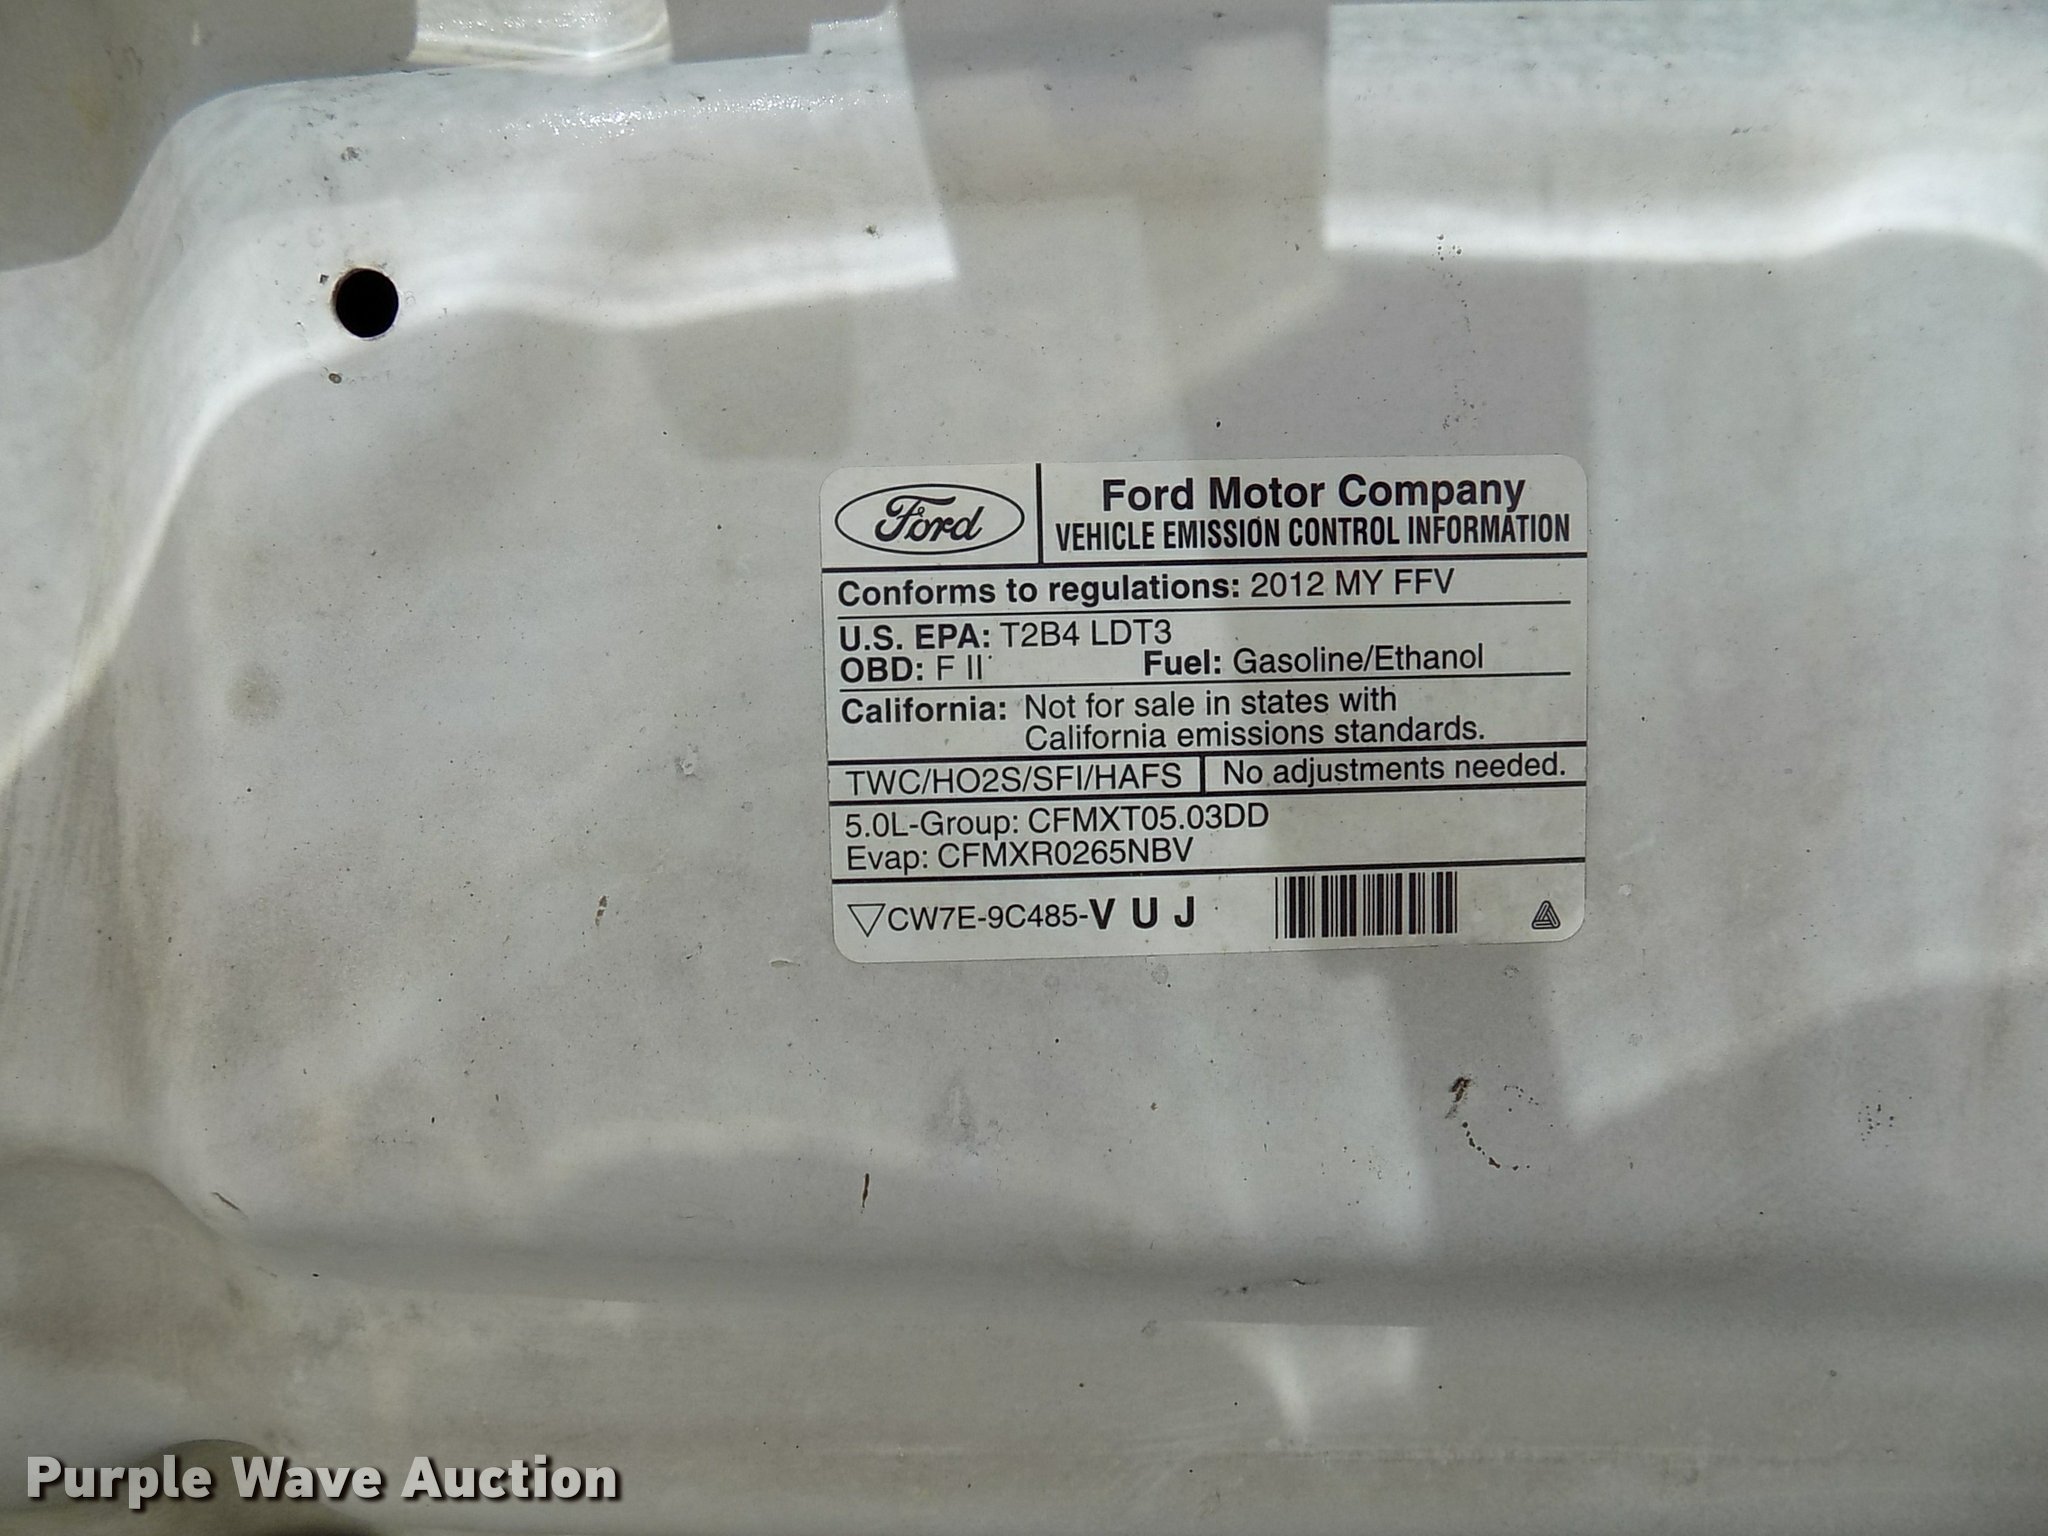 Ford
Ford Motor Company
VEHICLE EMISSION CONTROL INFORMATION
Conforms to regulations: 2012 MY FFV
U.S. EPA: T2B4 LDT3
OBD: F II Fuel: Gasoline/Ethanol
California: Not for sale in states with
California emissions standards.
TWC/HO2S/SFI/HAFS No adjustments needed.
5.0L-Group: CFMXT05.03DD
Evap: CFMXR0265NBV
CW7E-9C485-V U J
Purple Wave Auction